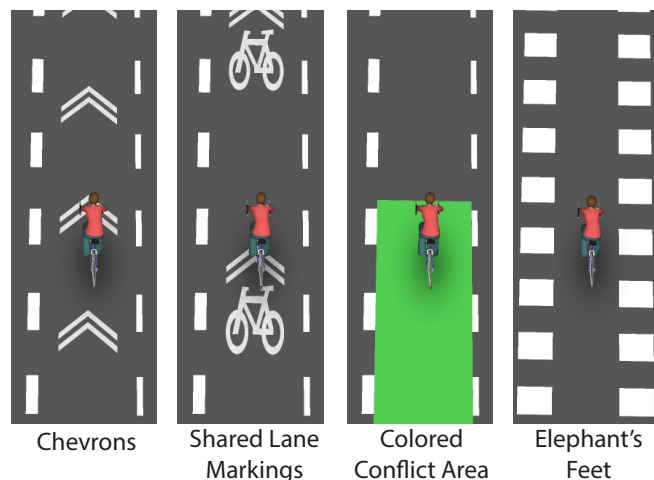 Chevrons
Shared Lane
Markings
Colored
Conflict Area
Elephant's
Feet